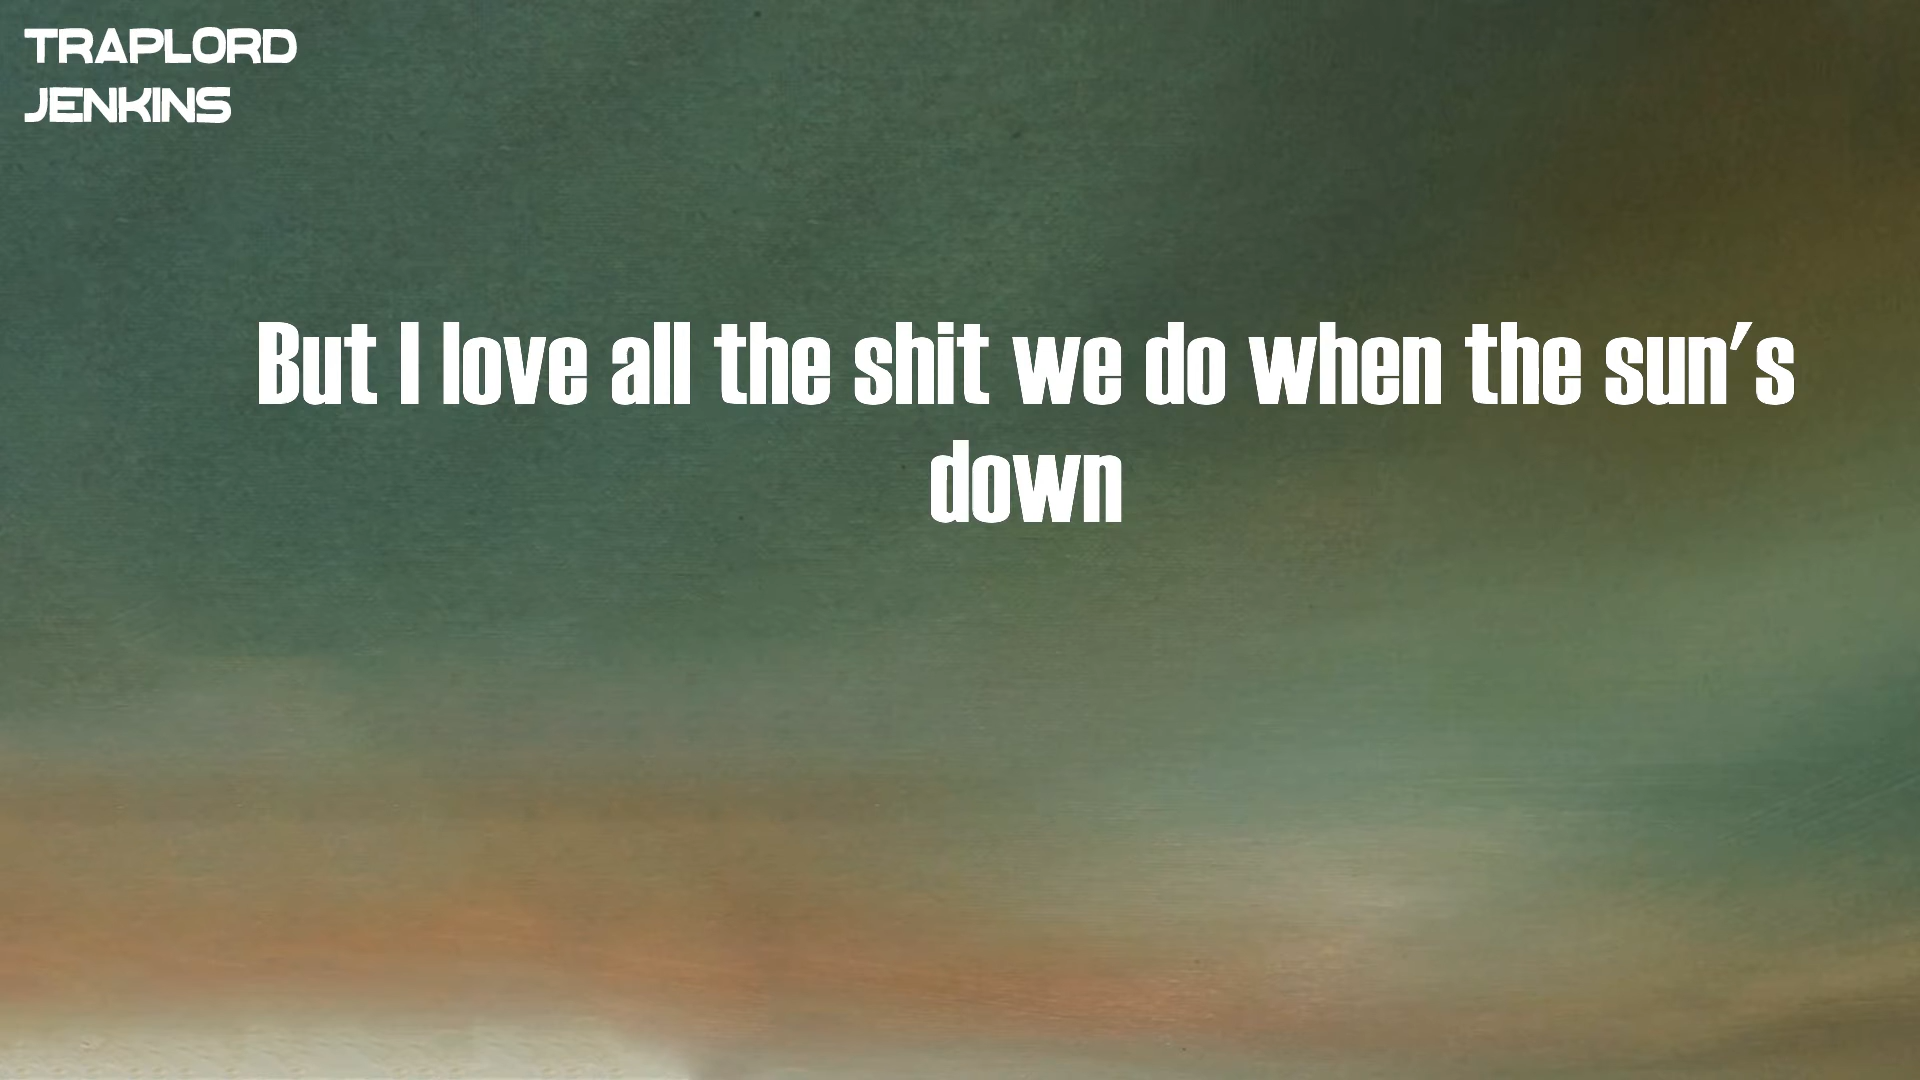 TRAPLORD
JENKINS
But I love all the shit we do when the sun's
down